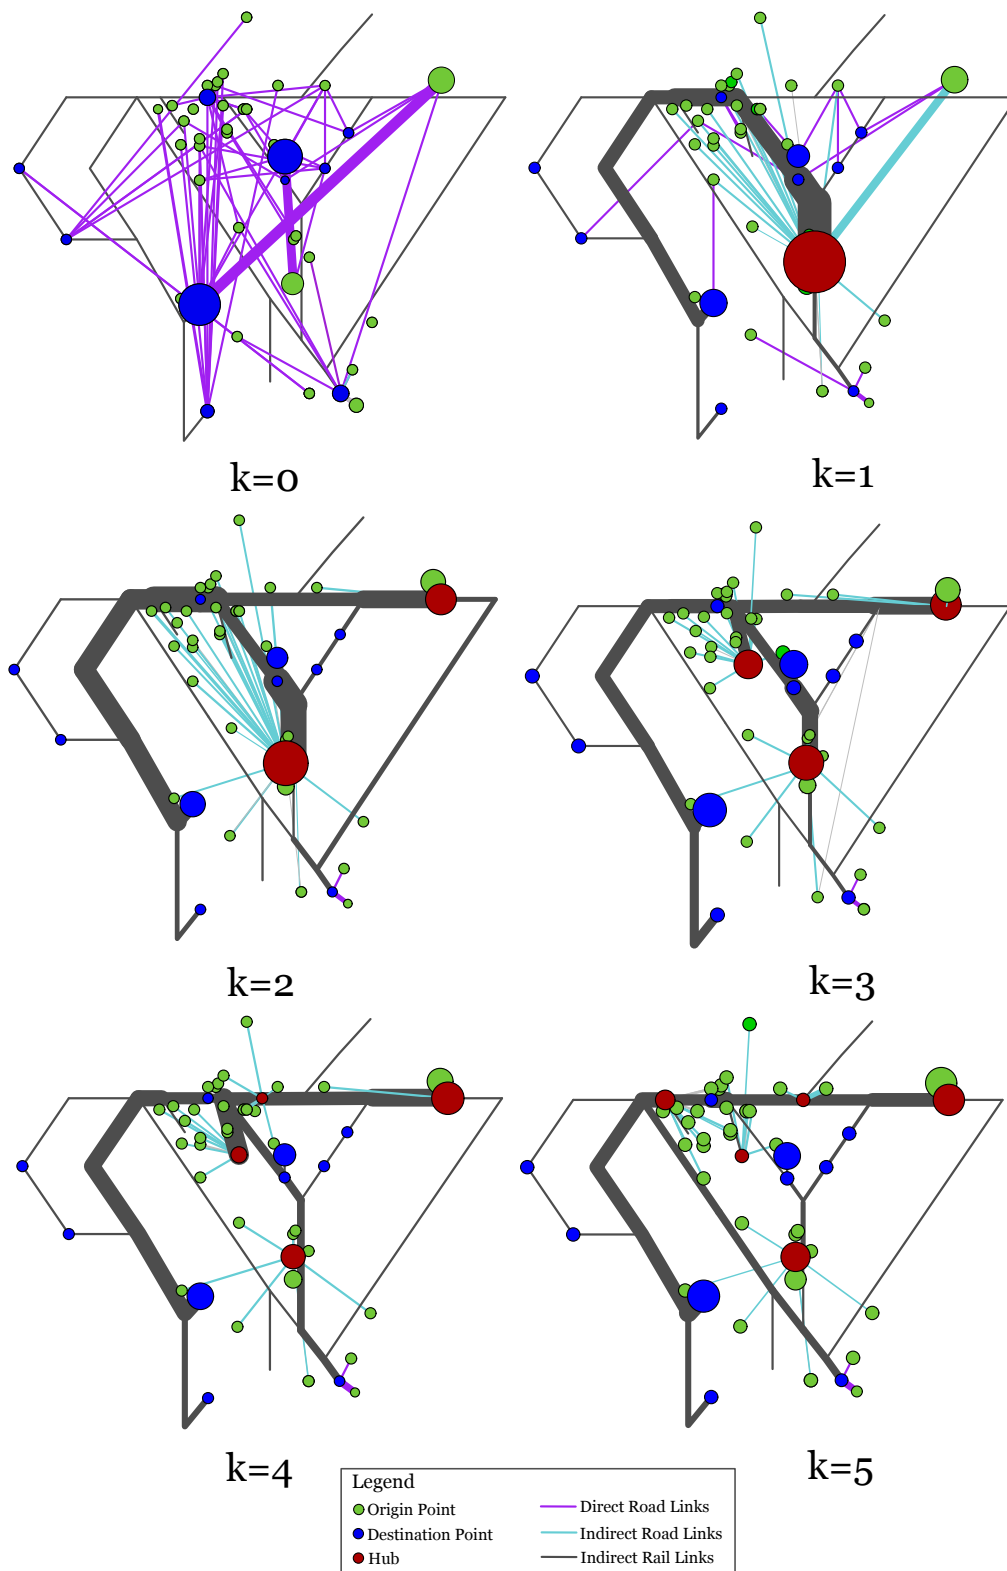 k=0
k=1
k=2
k=3
k=4
k=5
Legend
Origin Point
Direct Road Links
Destination Point
Indirect Road Links
Hub
Indirect Rail Links